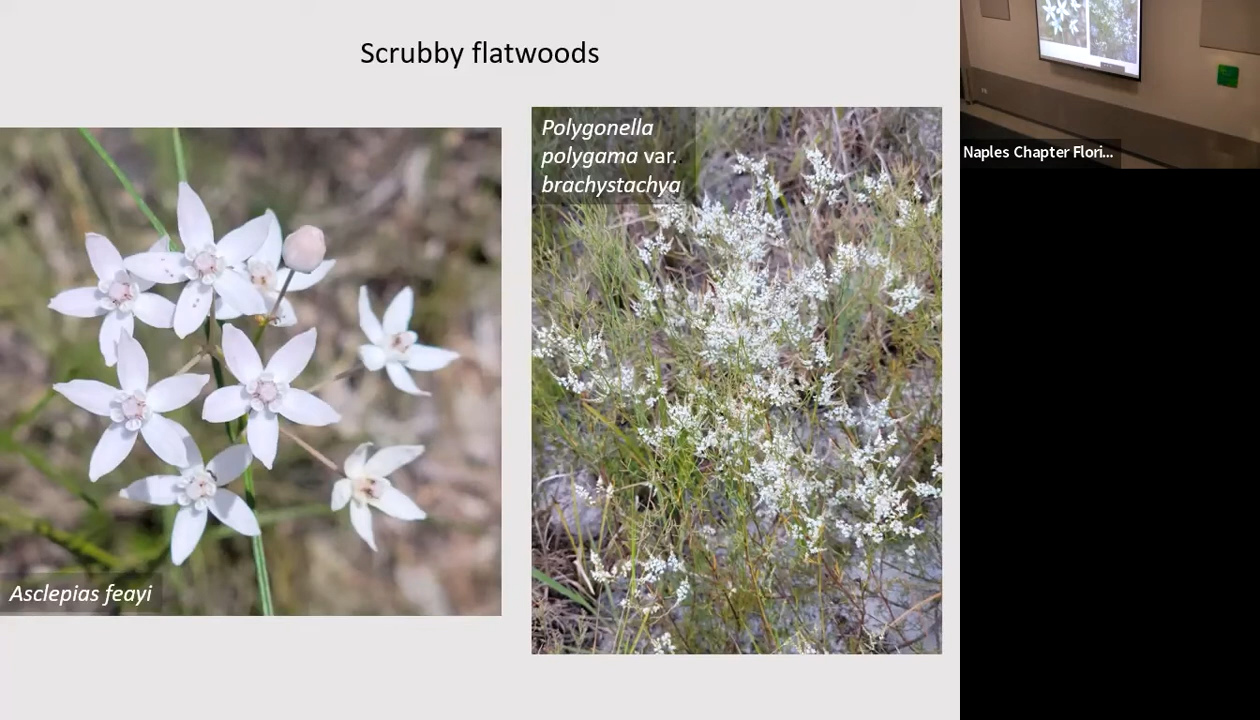 Scrubby flatwoods
Polygonella
polygama var.
brachystachya
Asclepias feayi
Naples Chapter Flori...